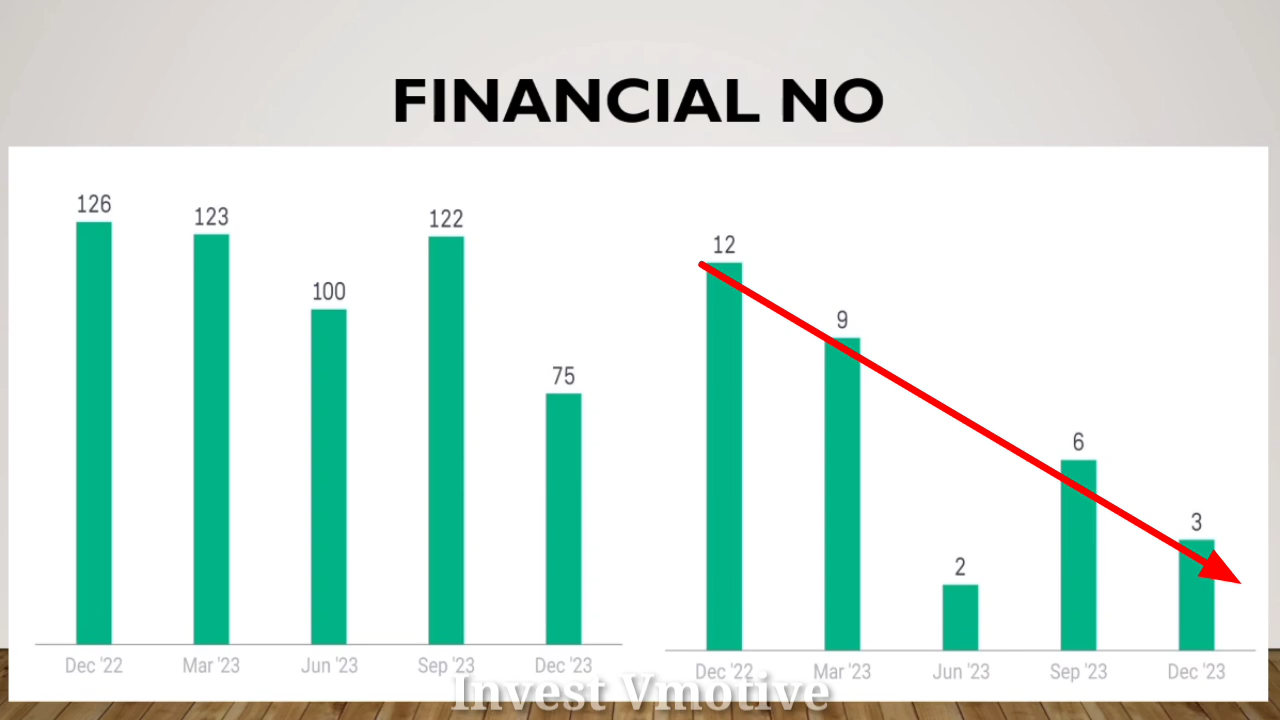 FINANCIAL NO
126
123
100
122
75
Dec '22
Mar '23
Jun '23
Sep '23
Dec '23
12
9
2
6
3
Dec '22
Mar '23
Jun '23
Sep '23
Dec '23
Invest Vmotive